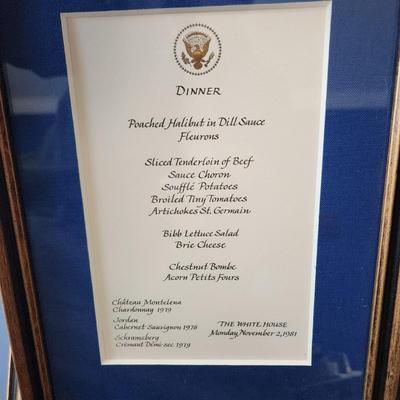 DINNER
Poached Halibut in Dill Sauce
Fleurons
Sliced Tenderloin of Beef
Sauce Choron
Soufflé Potatoes
Broiled Tiny Tomatoes
Artichokes St. Germain
Bibb Lettuce Salad
Brie Cheese
Chestnut Bombe
Acorn Petits Fours
Château Montelena
Chardonnay 1979
Jordan
Cabernet Sauvignon 1976
Schramsberg
Crémant Demi-sec 1979
THE WHITE HOUSE
Monday, November 2, 1981